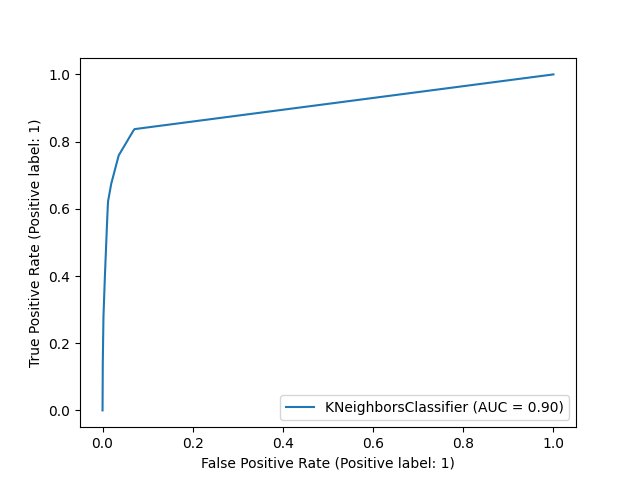 1.0
0.8
0.6
0.4
0.2
0.0
True Positive Rate (Positive label: 1)
KNeighborsClassifier (AUC = 0.90)
0.0 0.2 0.4 0.6 0.8 1.0
False Positive Rate (Positive label: 1)